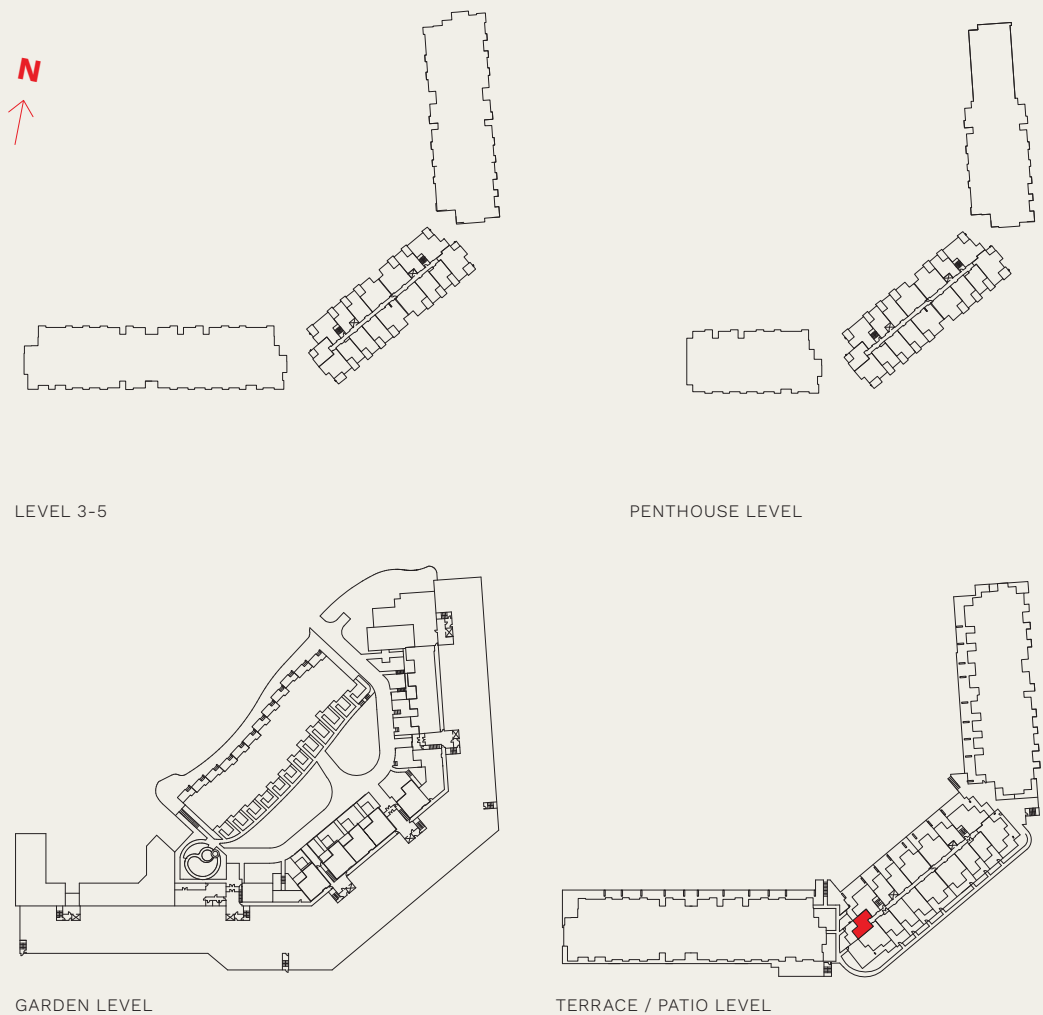 N
LEVEL 3-5
PENTHOUSE LEVEL
GARDEN LEVEL
TERRACE / PATIO LEVEL